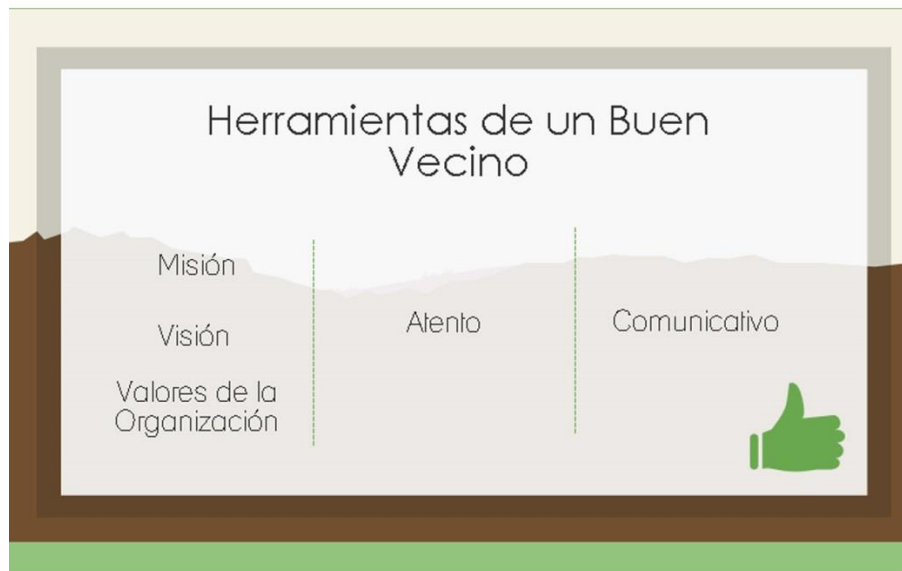 Herramientas de un Buen
Vecino
Misión
Visión
Valores de la
Organización
Atento
Comunicativo